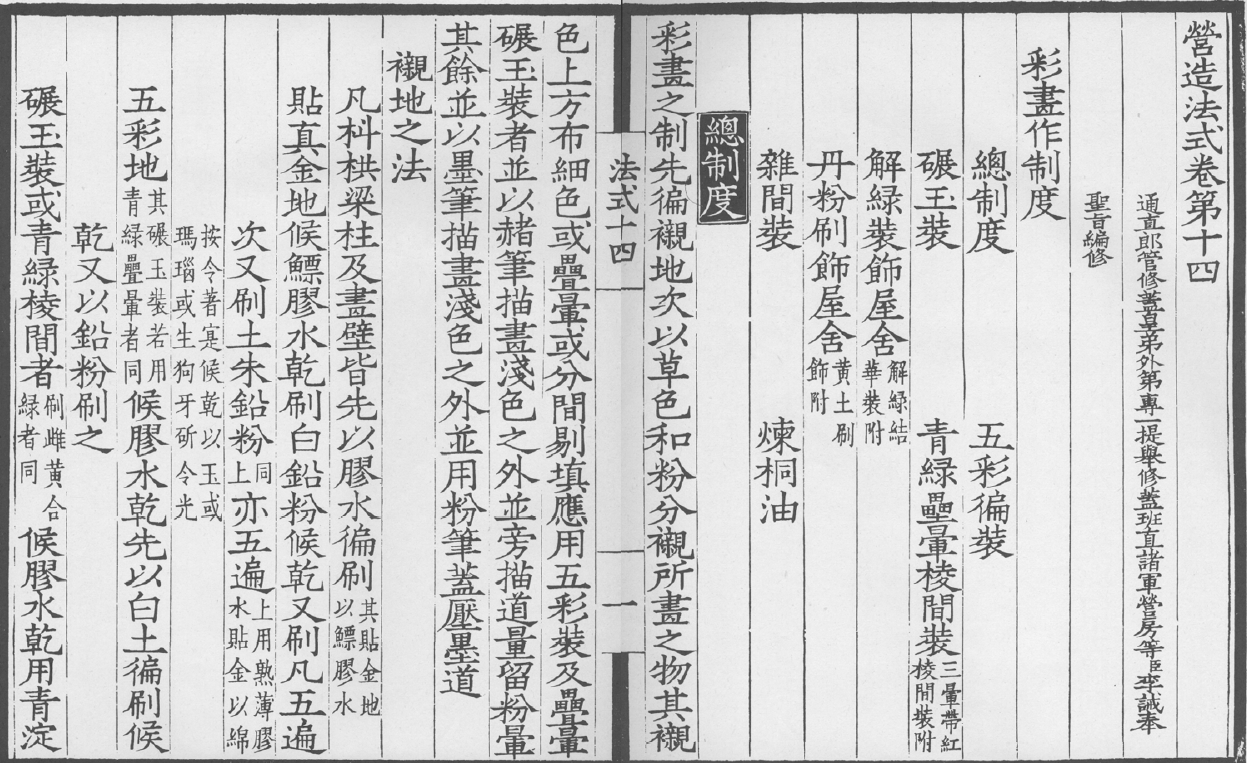 營造法式卷第十四
通直郎管修蓋皇弟外第專一提舉修蓋班直諸軍營房等臣李誡奉
聖旨編修
彩畫作制度
總制度 五彩徧裝
碾玉裝 青緑疊暈棱間裝三暈帶紅棱間裝附
解緑裝飾屋舍解緑結華裝附
丹粉刷飾屋舍黄土刷飾附
雜間裝 煉桐油
總制度
彩畫之制先徧襯地次以草色和粉分襯所畫之物其襯
法式十四 一
色上方布細色或疊暈或分間剔填應用五彩裝及疊暈
碾玉裝者並以赭筆描畫淺色之外並旁描道量留粉暈
其餘並以墨筆描畫淺色之外並用粉筆蓋壓墨道
襯地之法
凡枓栱梁柱及畫壁皆先以膠水徧刷其貼金地以鰾膠水
貼真金地候鰾膠水乾刷白鉛粉候乾又刷凡五遍
次又刷土朱鉛粉同上亦五遍上用熟薄膠水貼金以綿
按令著寔候乾以玉或瑪瑙或生狗牙斫令光
五彩地其碾玉裝若用青緑疊暈者同候膠水乾先以白土徧刷候
乾又以鉛粉刷之
碾玉裝或青緑棱間者刷雌黄合緑者同候膠水乾用青淀